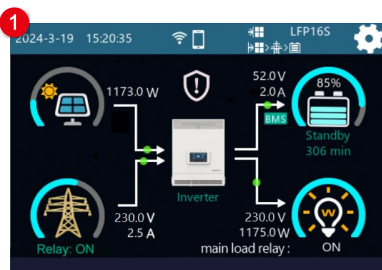 1
2024-3-19 15:20:35 LFP16S
1173.0 W
52.0 V
2.0 A
BMS
85%
Standby
306 min
Inverter
230.0 V
2.5 A
Relay: ON
230.0 V
1175.0 W
main load relay : ON
W